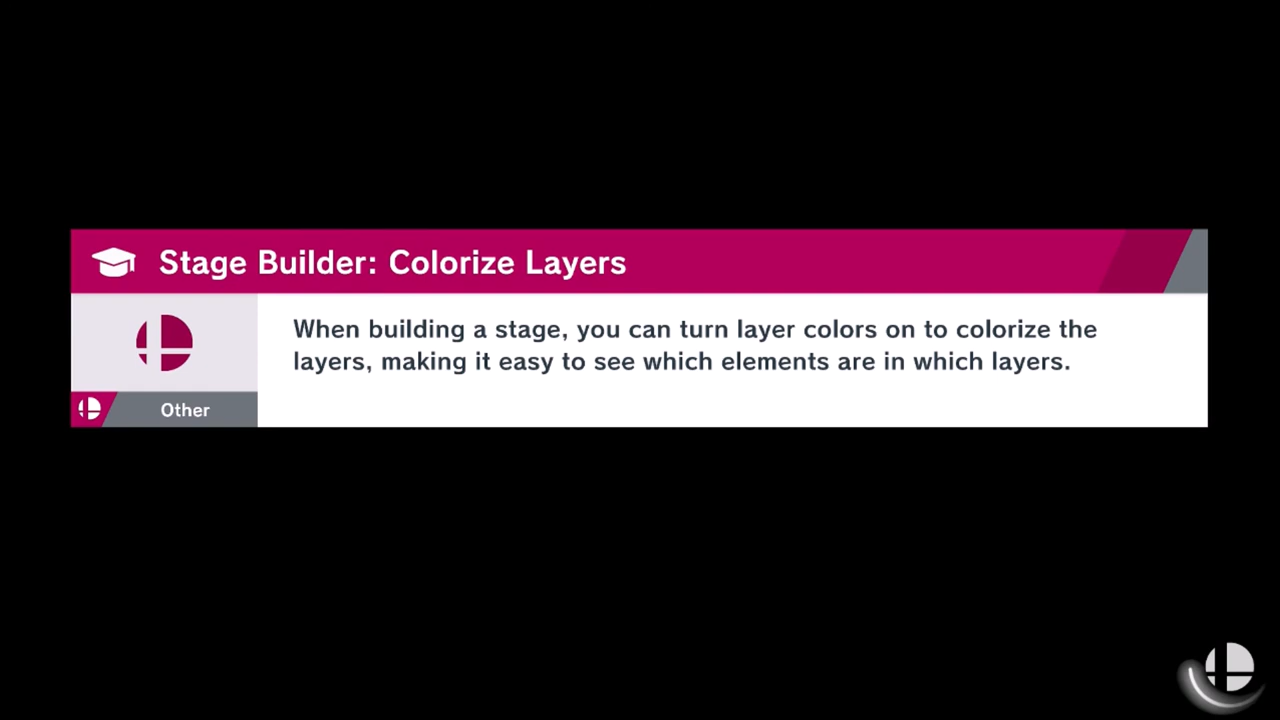 Stage Builder: Colorize Layers
When building a stage, you can turn layer colors on to colorize the
layers, making it easy to see which elements are in which layers.
Other